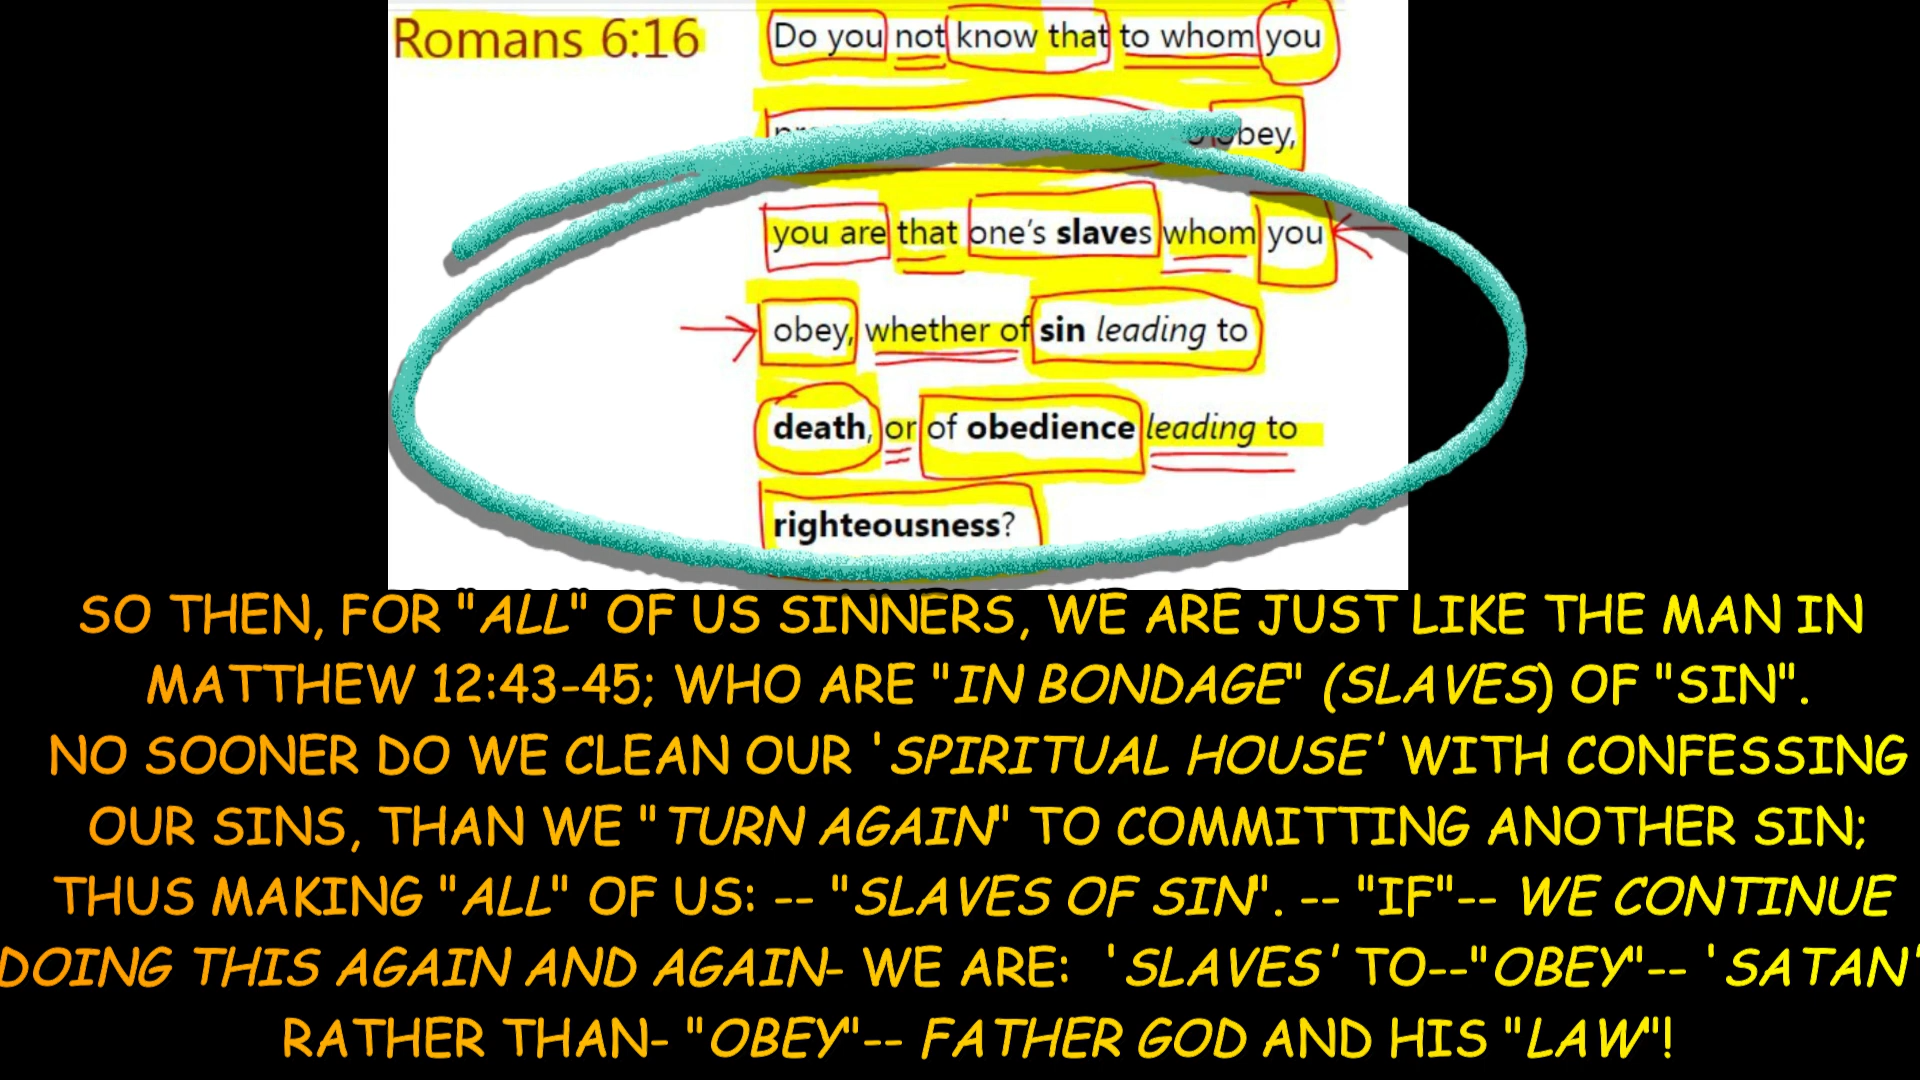 Romans 6:16
Do you not know that to whom you
obey,
you are that one's slaves whom you
obey, whether of sin leading to
death, or of obedience leading to
righteousness?
SO THEN, FOR "ALL" OF US SINNERS, WE ARE JUST LIKE THE MAN IN
MATTHEW 12:43-45; WHO ARE "IN BONDAGE" (SLAVES) OF "SIN".
NO SOONER DO WE CLEAN OUR 'SPIRITUAL HOUSE' WITH CONFESSING
OUR SINS, THAN WE "TURN AGAIN" TO COMMITTING ANOTHER SIN;
THUS MAKING "ALL" OF US: -- "SLAVES OF SIN". -- "IF"-- WE CONTINUE
DOING THIS AGAIN AND AGAIN- WE ARE: 'SLAVES' TO--"OBEY"-- 'SATAN'
RATHER THAN- "OBEY"-- FATHER GOD AND HIS "LAW"!